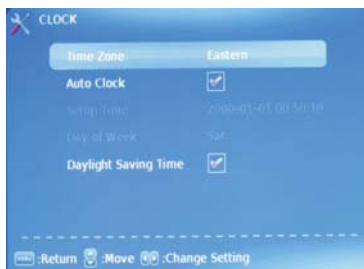 CLOCK
Time Zone Eastern
Auto Clock
Setup Time 2000-01-01 00:50:10
Day of Week Sat.
Daylight Saving Time
:Return :Move :Change Setting